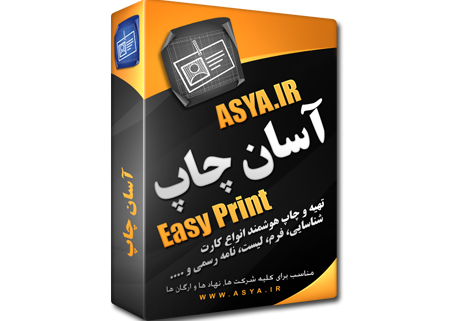 ASYA.IR
آسان چاپ
Easy Print
تهیه و چاپ هوشمند انواع کارت
شناسایی، فرم، لیست، نامه رسمی و ....
مناسب برای کلیه شرکت ها، نهاد ها و ارگان ها
WWW.ASYA.IR
آسان چاپ